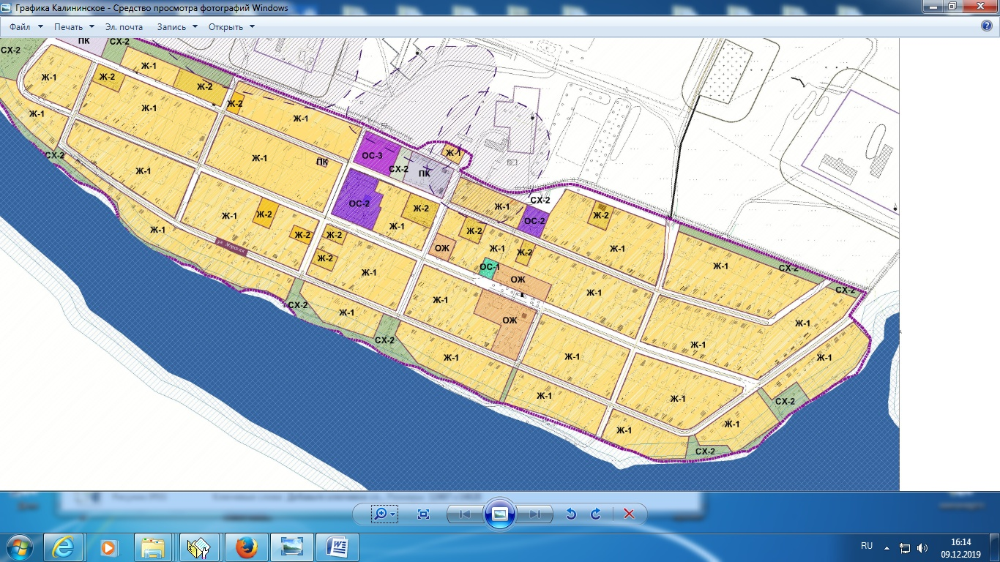 Графика Калининское - Средство просмотра фотографий Windows
Файл Печать Эл. почта Запись Открыть
ПК СХ-2
СХ-2
Ж-1 Ж-2 Ж-1 Ж-2
Ж-2 Ж-1
Ж-1 Ж-1
СХ-2 Ж-1 Ж-1 ПК
ОС-3 СХ-2 ПК Ж-1
ОС-2 Ж-2 Ж-1 СХ-2
Ж-1 Ж-2 Ж-1 ОС-2 Ж-2
Ж-1 Ж-2 Ж-2 Ж-2
Ж-2 ОЖ Ж-1 Ж-2 Ж-1
Ж-1 ОС-1 ОЖ Ж-1 СХ-2
СХ-2 Ж-1 Ж-1 Ж-1 СХ-2
Ж-1 ОЖ Ж-1
СХ-2 Ж-1 Ж-1
Ж-1 Ж-1
Ж-1 Ж-1 СХ-2
Ж-1 Ж-1
СХ-2
RU
16:14
09.12.2019